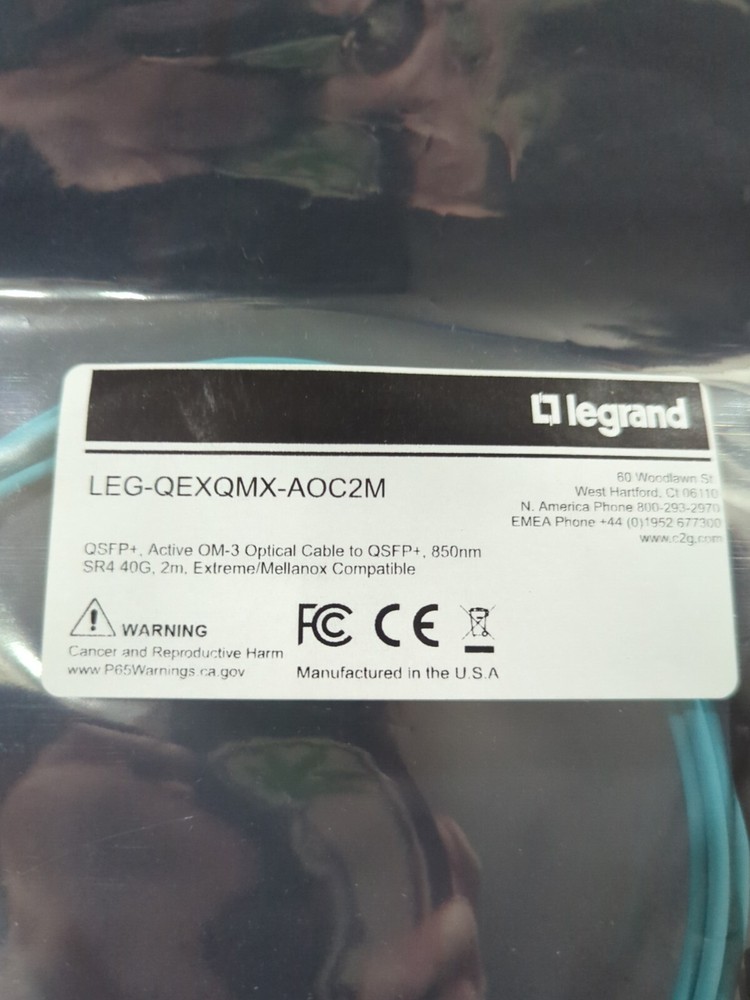 legrand
LEG-QEXQMX-AOC2M
60 Woodlawn St
West Hartford, Ct 06110
N. America Phone 800-293-2970
EMEA Phone +44 (0)1952 677300
www.c2g.com
QSFP+, Active OM-3 Optical Cable to QSFP+, 850nm
SR4 40G, 2m, Extreme/Mellanox Compatible
WARNING
Cancer and Reproductive Harm
www.P65Warnings.ca.gov
FC CE
Manufactured in the U.S.A